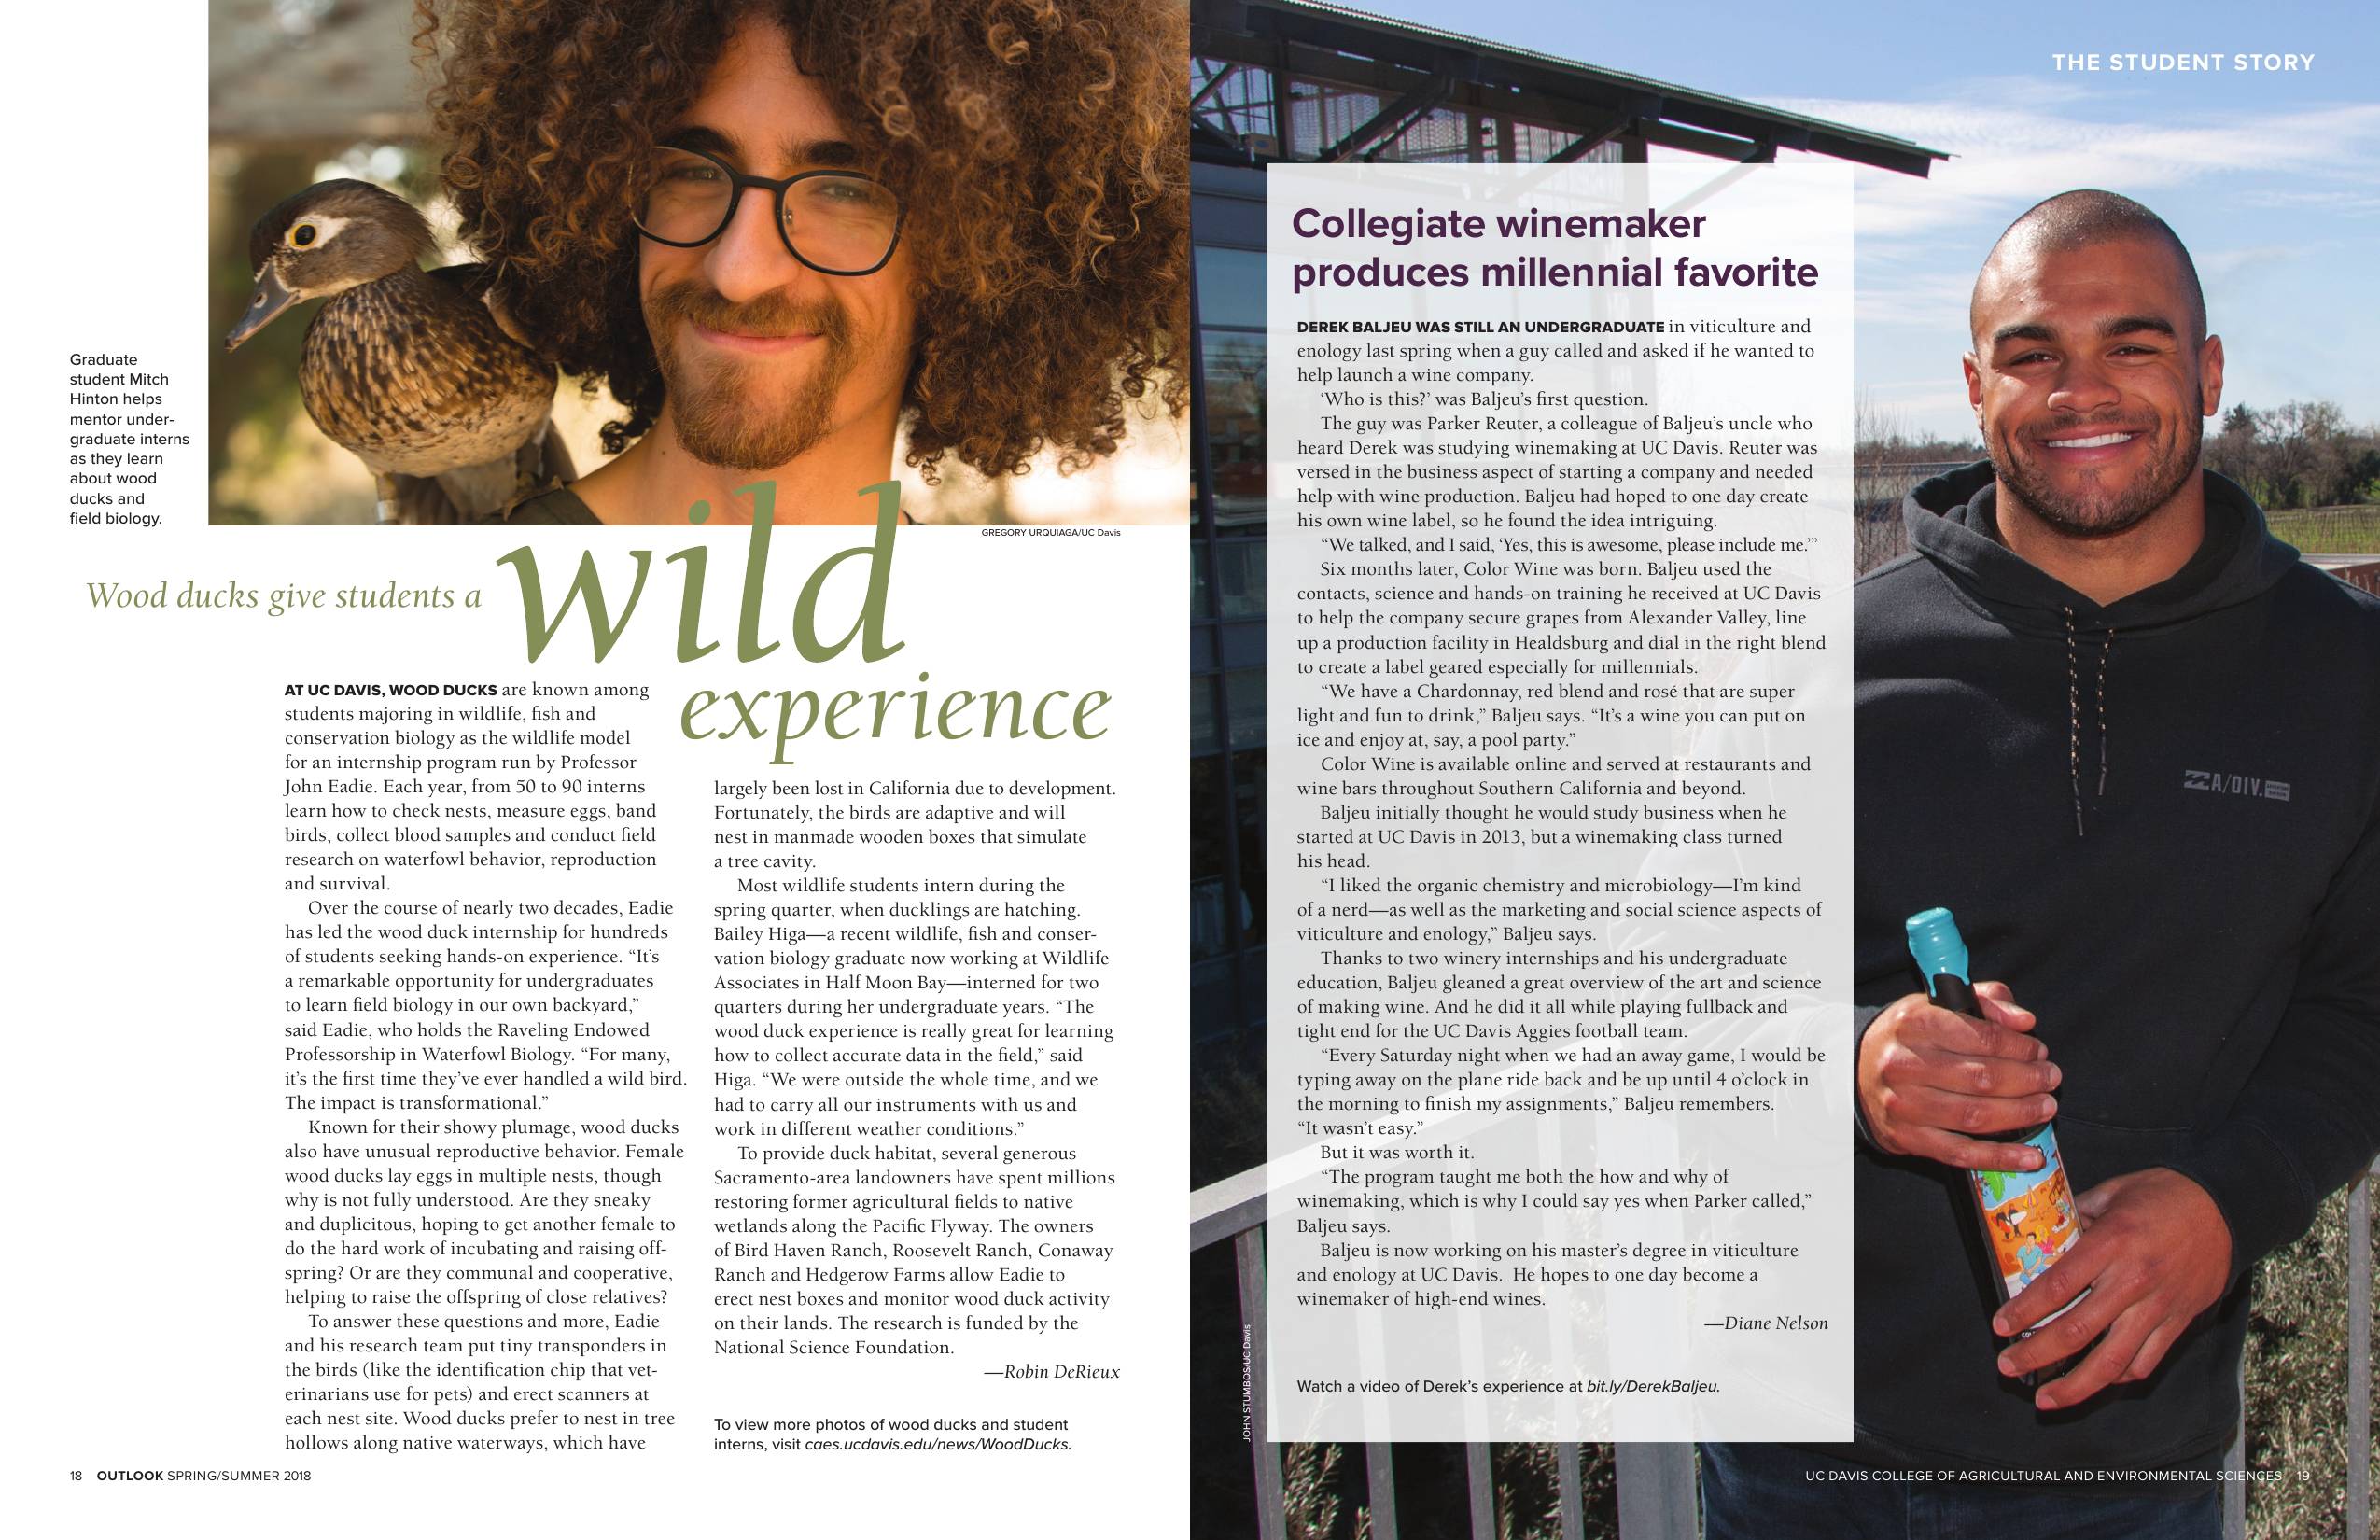 Graduate
student Mitch
Hinton helps
mentor under-
graduate interns
as they learn
about wood
ducks and
field biology.
GREGORY URQUIAGA/UC Davis
Wood ducks give students a
wild
experience
AT UC DAVIS, WOOD DUCKS are known among
students majoring in wildlife, fish and
conservation biology as the wildlife model
for an internship program run by Professor
John Eadie. Each year, from 50 to 90 interns
learn how to check nests, measure eggs, band
birds, collect blood samples and conduct field
research on waterfowl behavior, reproduction
and survival.
Over the course of nearly two decades, Eadie
has led the wood duck internship for hundreds
of students seeking hands-on experience. “It’s
a remarkable opportunity for undergraduates
to learn field biology in our own backyard,”
said Eadie, who holds the Raveling Endowed
Professorship in Waterfowl Biology. “For many,
it’s the first time they’ve ever handled a wild bird.
The impact is transformational.”
Known for their showy plumage, wood ducks
also have unusual reproductive behavior. Female
wood ducks lay eggs in multiple nests, though
why is not fully understood. Are they sneaky
and duplicitous, hoping to get another female to
do the hard work of incubating and raising off-
spring? Or are they communal and cooperative,
helping to raise the offspring of close relatives?
To answer these questions and more, Eadie
and his research team put tiny transponders in
the birds (like the identification chip that vet-
erinarians use for pets) and erect scanners at
each nest site. Wood ducks prefer to nest in tree
hollows along native waterways, which have
largely been lost in California due to development.
Fortunately, the birds are adaptive and will
nest in manmade wooden boxes that simulate
a tree cavity.
Most wildlife students intern during the
spring quarter, when ducklings are hatching.
Bailey Higa—a recent wildlife, fish and conser-
vation biology graduate now working at Wildlife
Associates in Half Moon Bay—interned for two
quarters during her undergraduate years. “The
wood duck experience is really great for learning
how to collect accurate data in the field,” said
Higa. “We were outside the whole time, and we
had to carry all our instruments with us and
work in different weather conditions.”
To provide duck habitat, several generous
Sacramento-area landowners have spent millions
restoring former agricultural fields to native
wetlands along the Pacific Flyway. The owners
of Bird Haven Ranch, Roosevelt Ranch, Conaway
Ranch and Hedgerow Farms allow Eadie to
erect nest boxes and monitor wood duck activity
on their lands. The research is funded by the
National Science Foundation.
—Robin DeRieux
To view more photos of wood ducks and student
interns, visit caes.ucdavis.edu/news/WoodDucks.
18 OUTLOOK SPRING/SUMMER 2018
THE STUDENT STORY
Collegiate winemaker
produces millennial favorite
DEREK BALJEU WAS STILL AN UNDERGRADUATE in viticulture and
enology last spring when a guy called and asked if he wanted to
help launch a wine company.
‘Who is this?’ was Baljeu’s first question.
The guy was Parker Reuter, a colleague of Baljeu’s uncle who
heard Derek was studying winemaking at UC Davis. Reuter was
versed in the business aspect of starting a company and needed
help with wine production. Baljeu had hoped to one day create
his own wine label, so he found the idea intriguing.
“We talked, and I said, ‘Yes, this is awesome, please include me.’”
Six months later, Color Wine was born. Baljeu used the
contacts, science and hands-on training he received at UC Davis
to help the company secure grapes from Alexander Valley, line
up a production facility in Healdsburg and dial in the right blend
to create a label geared especially for millennials.
“We have a Chardonnay, red blend and rosé that are super
light and fun to drink,” Baljeu says. “It’s a wine you can put on
ice and enjoy at, say, a pool party.”
Color Wine is available online and served at restaurants and
wine bars throughout Southern California and beyond.
Baljeu initially thought he would study business when he
started at UC Davis in 2013, but a winemaking class turned
his head.
“I liked the organic chemistry and microbiology—I’m kind
of a nerd—as well as the marketing and social science aspects of
viticulture and enology,” Baljeu says.
Thanks to two winery internships and his undergraduate
education, Baljeu gleaned a great overview of the art and science
of making wine. And he did it all while playing fullback and
tight end for the UC Davis Aggies football team.
“Every Saturday night when we had an away game, I would be
typing away on the plane ride back and be up until 4 o’clock in
the morning to finish my assignments,” Baljeu remembers.
“It wasn’t easy.”
But it was worth it.
“The program taught me both the how and why of
winemaking, which is why I could say yes when Parker called,”
Baljeu says.
Baljeu is now working on his master’s degree in viticulture
and enology at UC Davis. He hopes to one day become a
winemaker of high-end wines.
—Diane Nelson
Watch a video of Derek’s experience at bit.ly/DerekBaljeu.
JOHN STUMBOS/UC Davis
A/DIV.
UC DAVIS COLLEGE OF AGRICULTURAL AND ENVIRONMENTAL SCIENCES 19